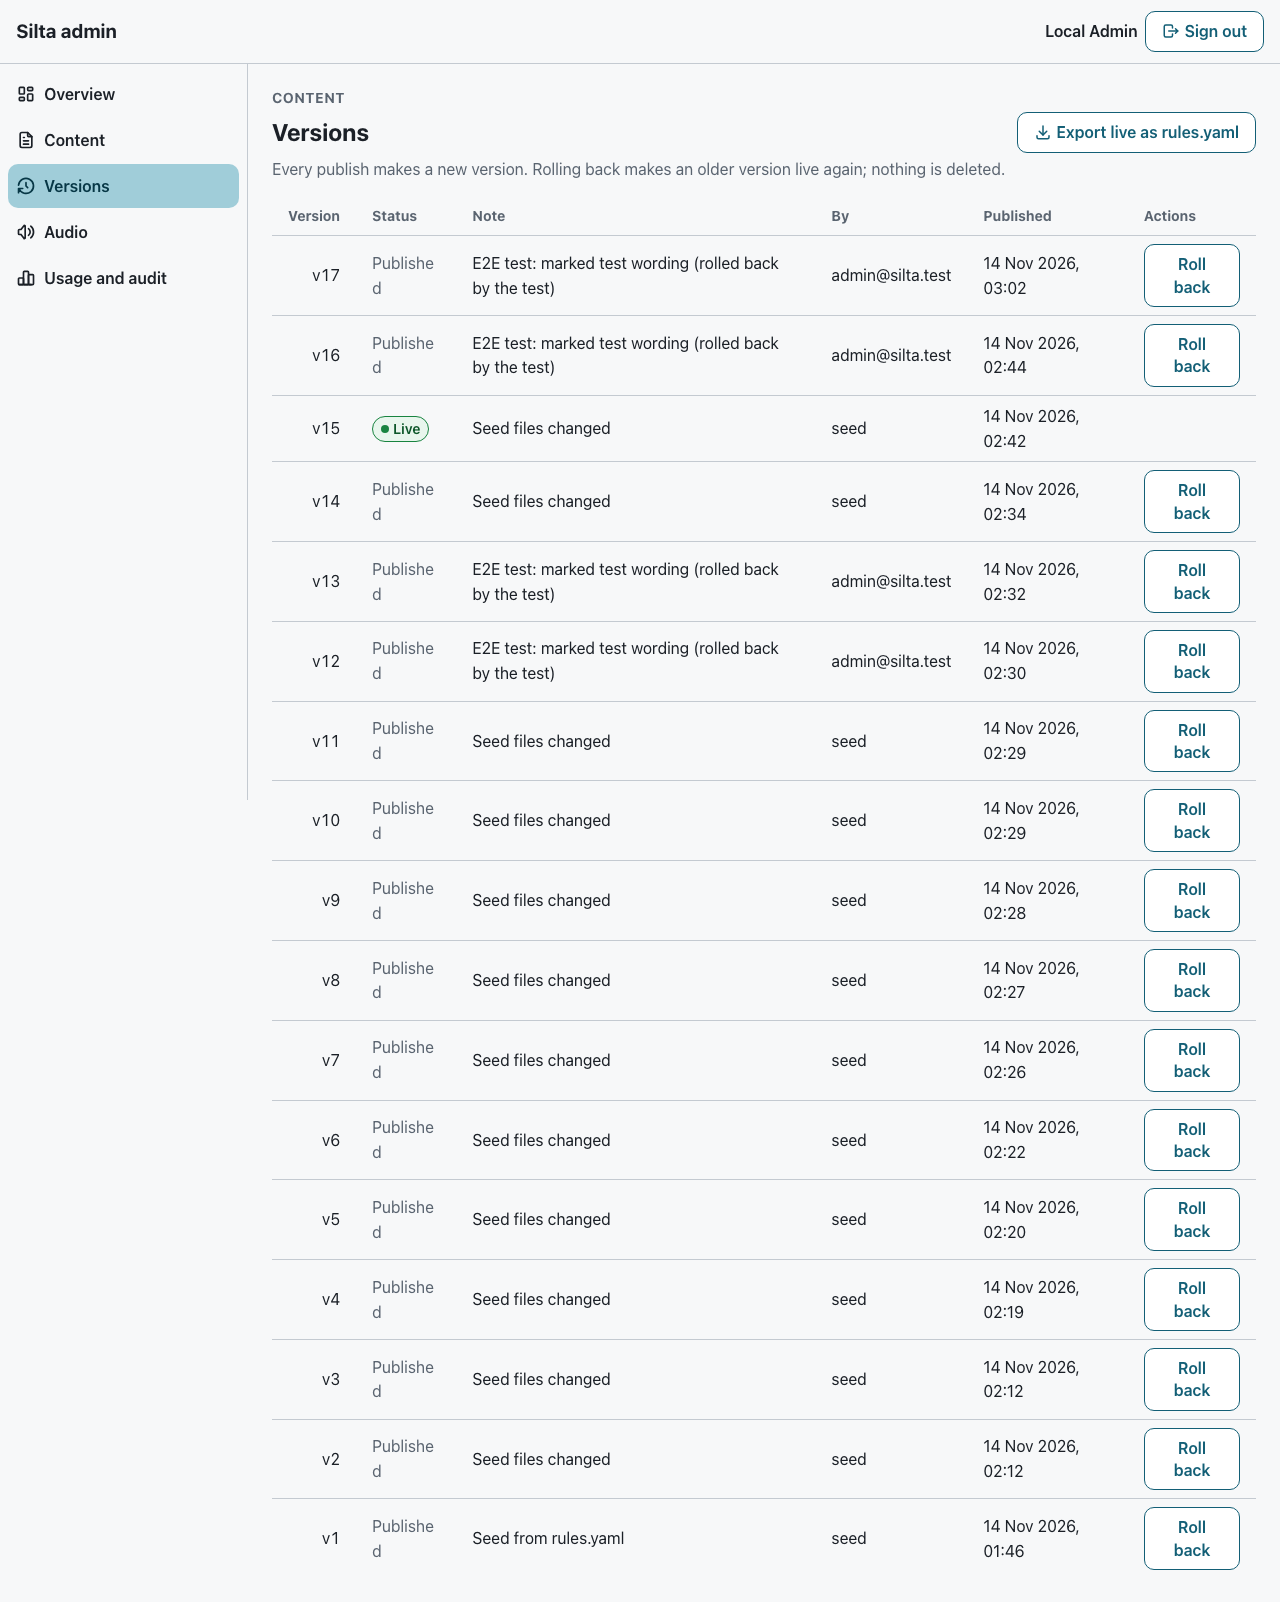 Silta admin
Local Admin
Sign out
Overview
Content
Versions
Audio
Usage and audit
CONTENT
Versions
Export live as rules.yaml
Every publish makes a new version. Rolling back makes an older version live again; nothing is deleted.
Version Status Note By Published Actions
v17 Publishe
d E2E test: marked test wording (rolled back
by the test) admin@silta.test 14 Nov 2026,
03:02 Roll
back
v16 Publishe
d E2E test: marked test wording (rolled back
by the test) admin@silta.test 14 Nov 2026,
02:44 Roll
back
v15 Live Seed files changed seed 14 Nov 2026,
02:42
v14 Publishe
d Seed files changed seed 14 Nov 2026,
02:34 Roll
back
v13 Publishe
d E2E test: marked test wording (rolled back
by the test) admin@silta.test 14 Nov 2026,
02:32 Roll
back
v12 Publishe
d E2E test: marked test wording (rolled back
by the test) admin@silta.test 14 Nov 2026,
02:30 Roll
back
v11 Publishe
d Seed files changed seed 14 Nov 2026,
02:29 Roll
back
v10 Publishe
d Seed files changed seed 14 Nov 2026,
02:29 Roll
back
v9 Publishe
d Seed files changed seed 14 Nov 2026,
02:28 Roll
back
v8 Publishe
d Seed files changed seed 14 Nov 2026,
02:27 Roll
back
v7 Publishe
d Seed files changed seed 14 Nov 2026,
02:26 Roll
back
v6 Publishe
d Seed files changed seed 14 Nov 2026,
02:22 Roll
back
v5 Publishe
d Seed files changed seed 14 Nov 2026,
02:20 Roll
back
v4 Publishe
d Seed files changed seed 14 Nov 2026,
02:19 Roll
back
v3 Publishe
d Seed files changed seed 14 Nov 2026,
02:12 Roll
back
v2 Publishe
d Seed files changed seed 14 Nov 2026,
02:12 Roll
back
v1 Publishe
d Seed from rules.yaml seed 14 Nov 2026,
01:46 Roll
back